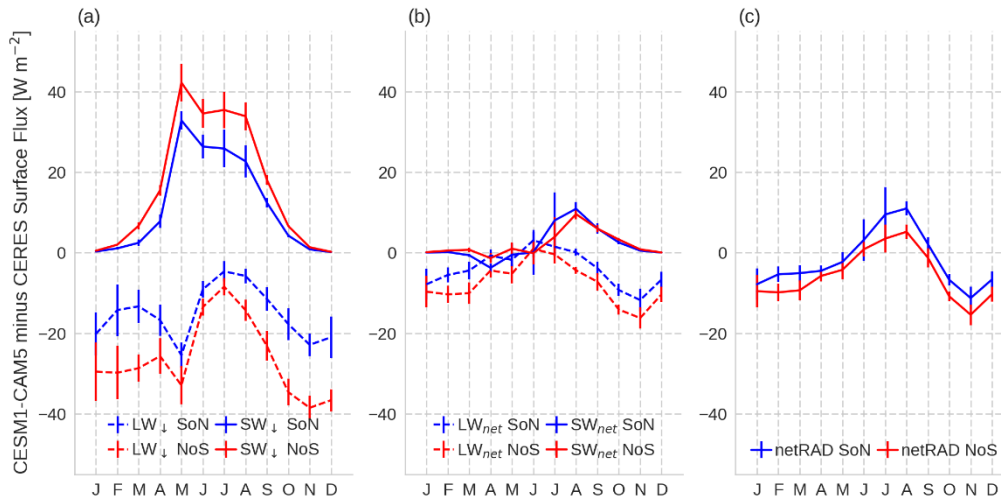 (a) (b) (c)
CESM1-CAM5 minus CERES Surface Flux [W m⁻²]
40 40 40
20 20 20
0 0 0
−20 −20 −20
−40 −40 −40
LW↓ SoN SW↓ SoN
LW↓ NoS SW↓ NoS
LWnet SoN SWnet SoN
LWnet NoS SWnet NoS
netRAD SoN netRAD NoS
J F M A M J J A S O N D
J F M A M J J A S O N D
J F M A M J J A S O N D